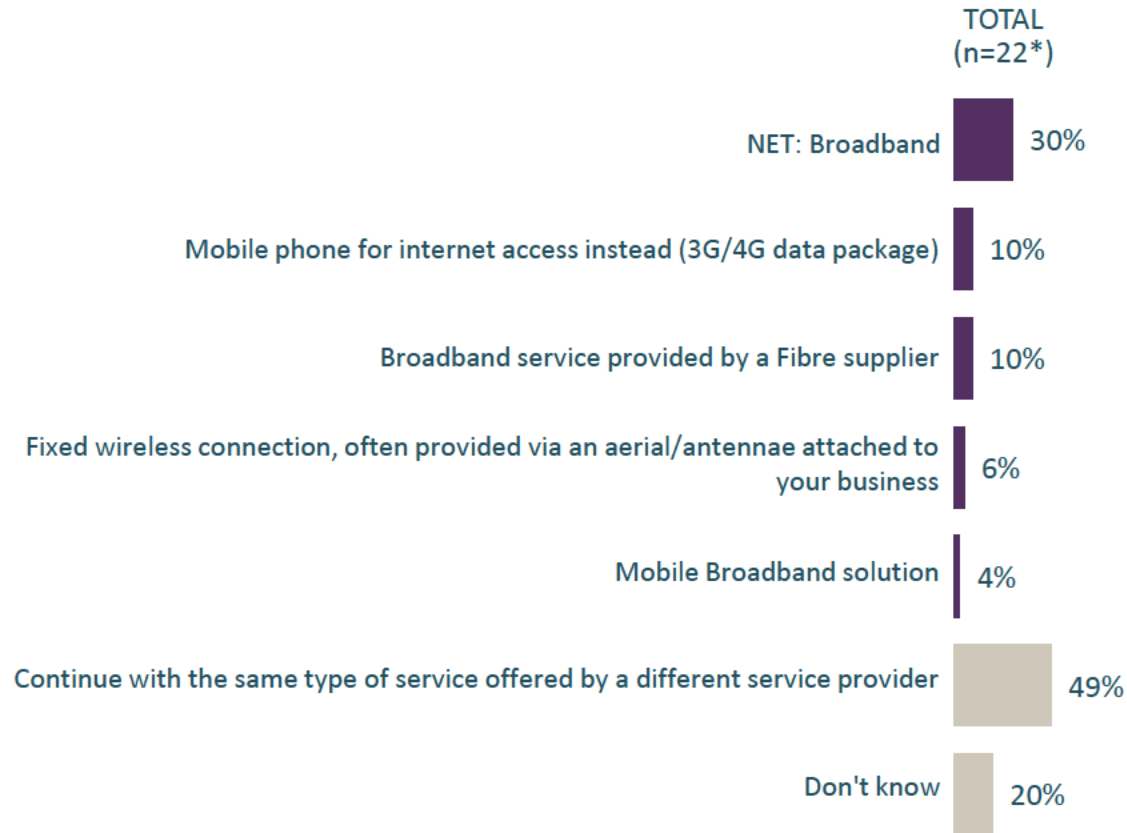 TOTAL
(n=22*)
NET: Broadband 30%
Mobile phone for internet access instead (3G/4G data package) 10%
Broadband service provided by a Fibre supplier 10%
Fixed wireless connection, often provided via an aerial/antennae attached to
your business 6%
Mobile Broadband solution 4%
Continue with the same type of service offered by a different service provider 49%
Don't know 20%